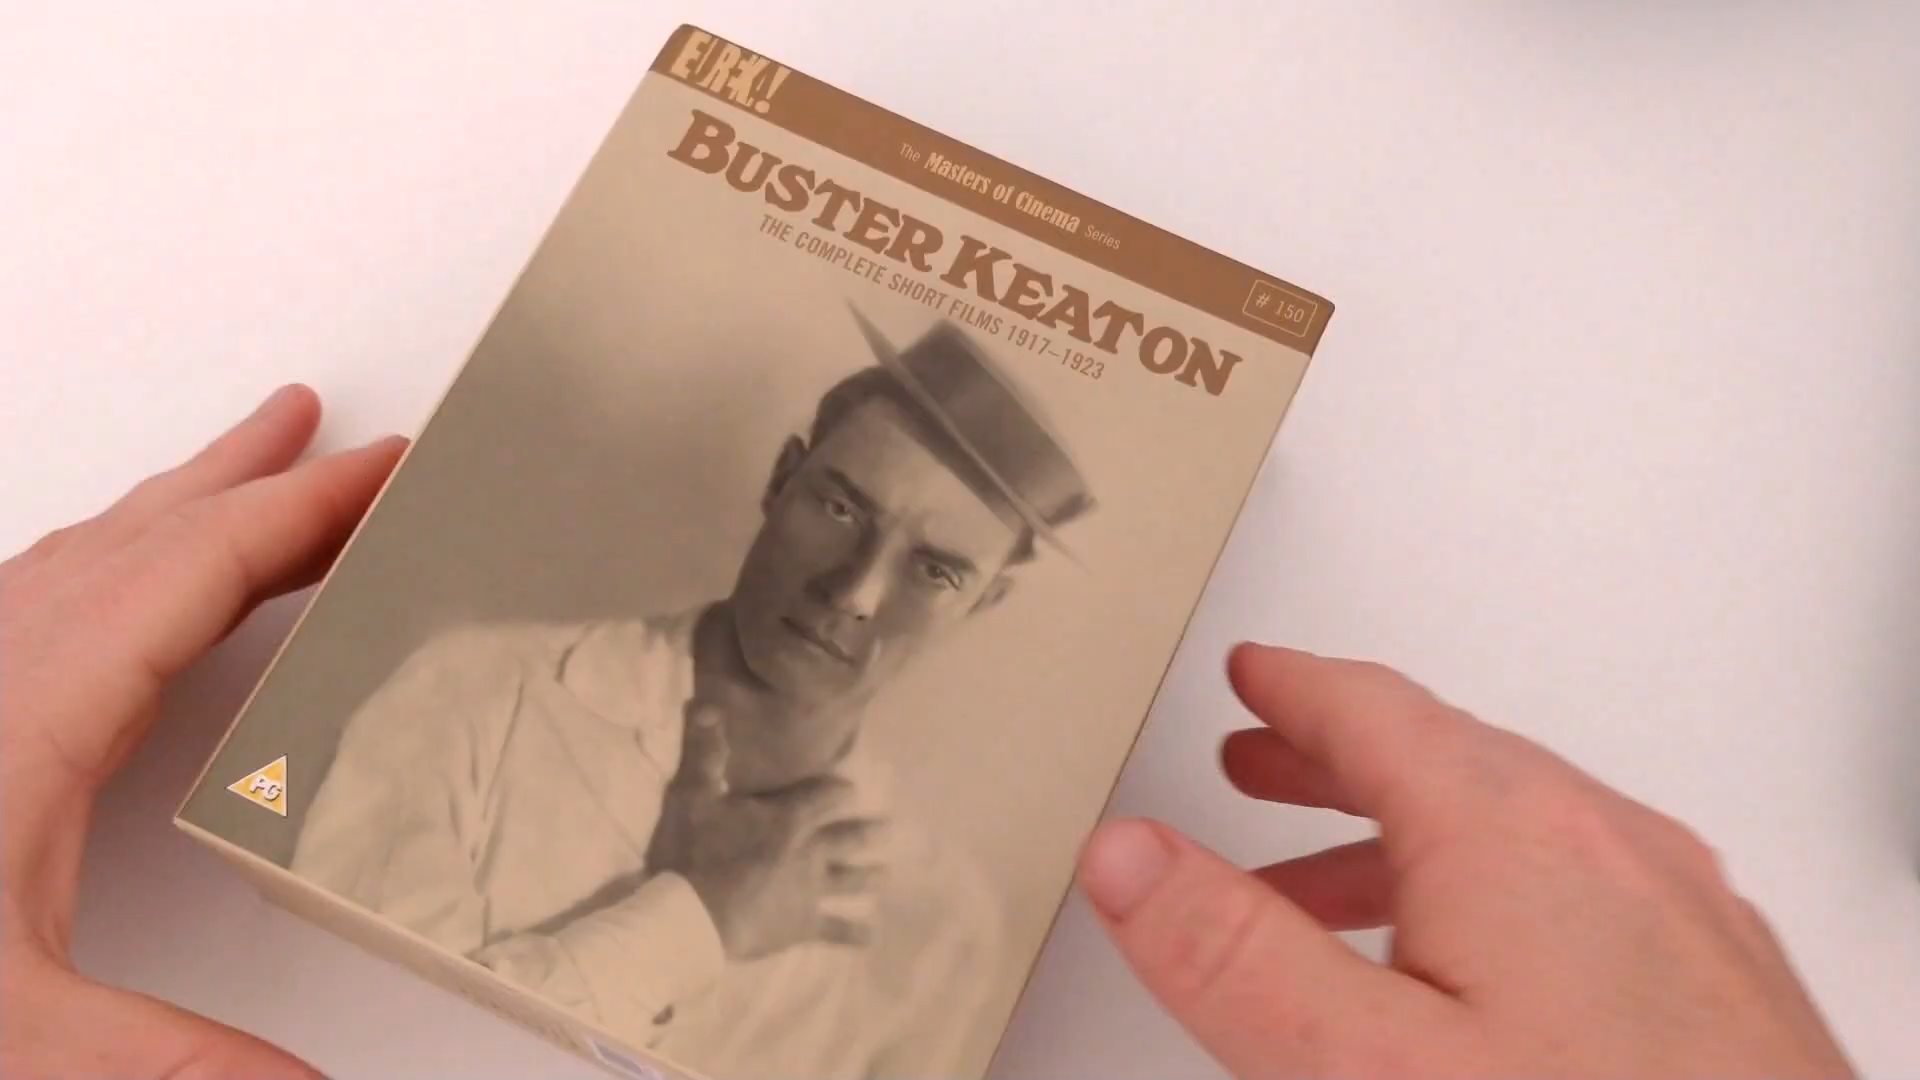 EUREKA!
The Masters of Cinema Series
# 150
BUSTER KEATON
THE COMPLETE SHORT FILMS 1917–1923
PG